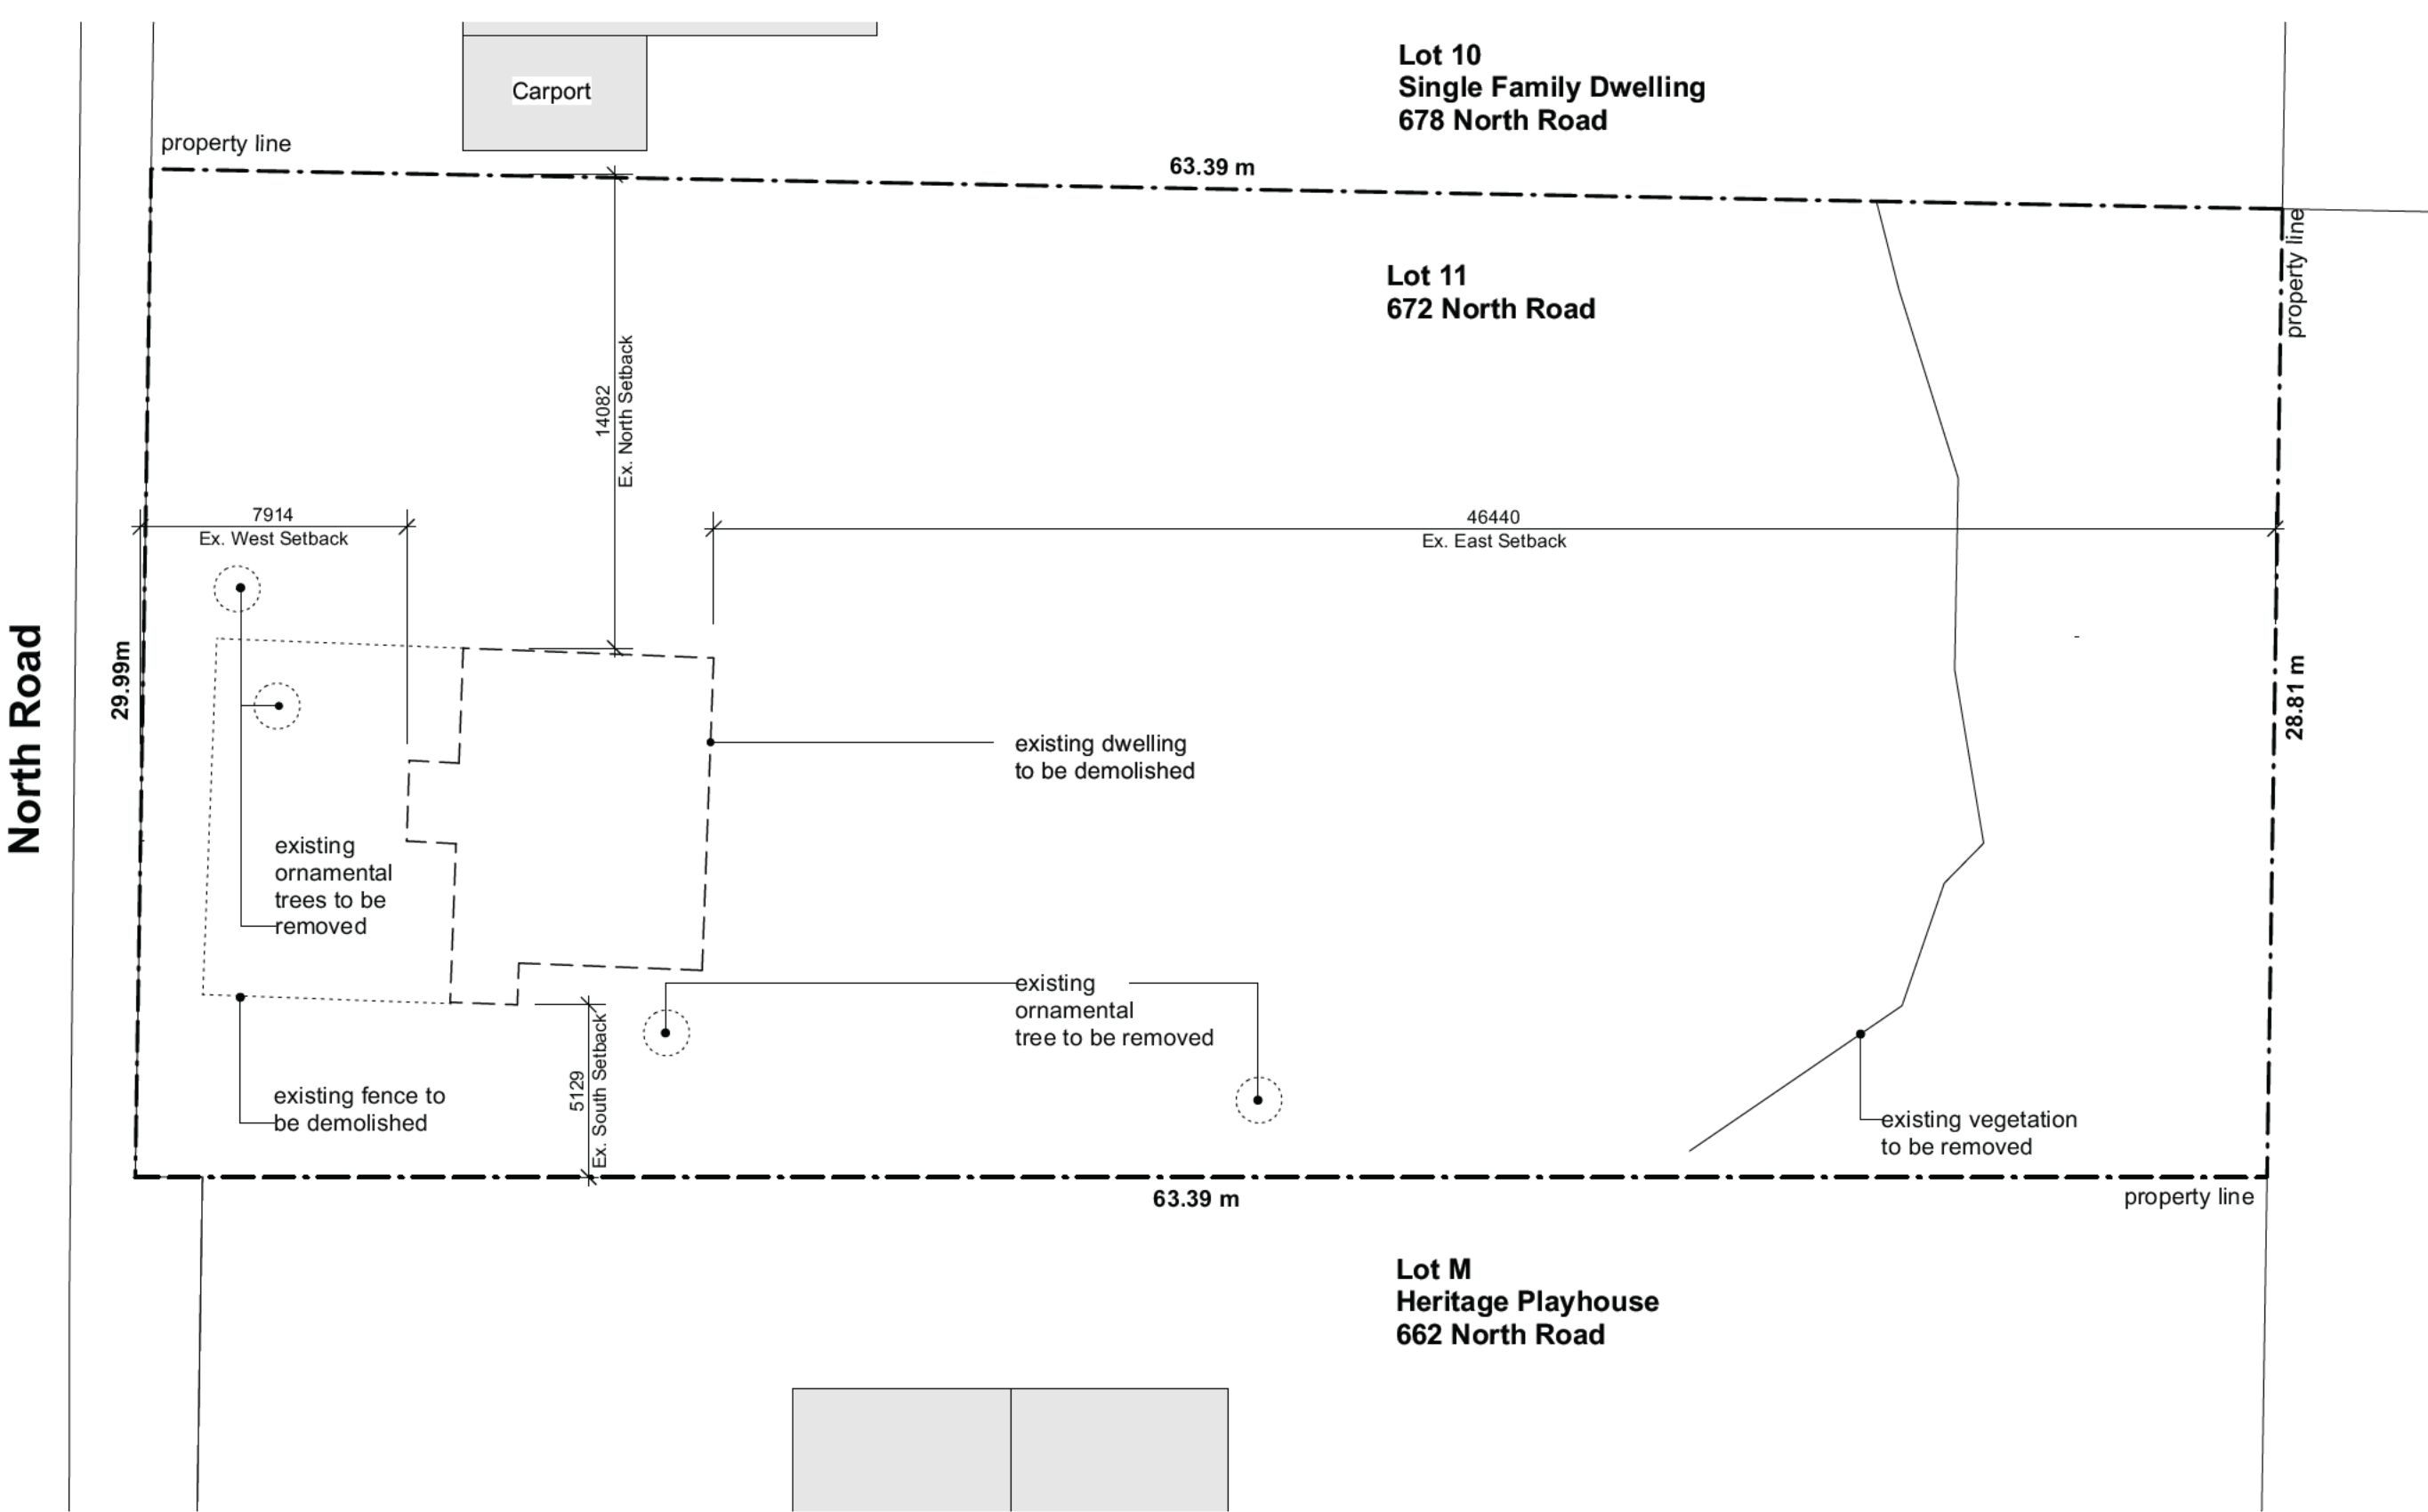 Carport
Lot 10
Single Family Dwelling
678 North Road
property line
63.39 m
property line
Lot 11
672 North Road
14082
Ex. North Setback
7914
Ex. West Setback
46440
Ex. East Setback
North Road
29.99m
28.81 m
existing dwelling
to be demolished
existing
ornamental
trees to be
removed
existing
ornamental
tree to be removed
5129
Ex. South Setback
existing fence to
be demolished
existing vegetation
to be removed
63.39 m
property line
Lot M
Heritage Playhouse
662 North Road